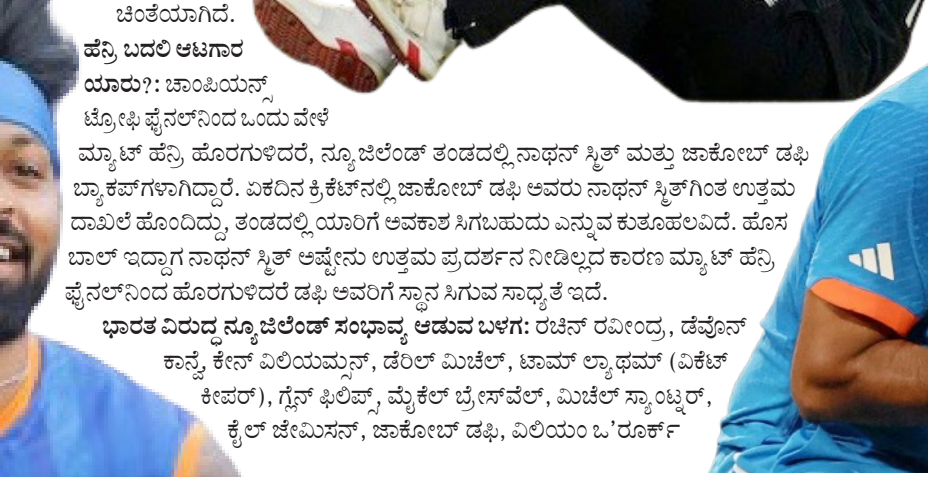 ಚಿಂತೆಯಾಗಿದೆ.
ಹೆನ್ರಿ ಬದಲಿ ಆಟಗಾರ
ಯಾರು?: ಚಾಂಪಿಯನ್ಸ್
ಟ್ರೋಫಿ ಫೈನಲ್‌ನಿಂದ ಒಂದು ವೇಳೆ
ಮ್ಯಾಟ್ ಹೆನ್ರಿ ಹೊರಗುಳಿದರೆ, ನ್ಯೂಜಿಲೆಂಡ್ ತಂಡದಲ್ಲಿ ನಾಥನ್ ಸ್ಮಿತ್ ಮತ್ತು ಜಾಕೋಬ್ ಡಫಿ
ಬ್ಯಾಕಪ್‌ಗಳಾಗಿದ್ದಾರೆ. ಏಕದಿನ ಕ್ರಿಕೆಟ್‌ನಲ್ಲಿ ಜಾಕೋಬ್ ಡಫಿ ಅವರು ನಾಥನ್ ಸ್ಮಿತ್‌ಗಿಂತ ಉತ್ತಮ
ದಾಖಲೆ ಹೊಂದಿದ್ದು, ತಂಡದಲ್ಲಿ ಯಾರಿಗೆ ಅವಕಾಶ ಸಿಗಬಹುದು ಎನ್ನುವ ಕುತೂಹಲವಿದೆ. ಹೊಸ
ಬಾಲ್ ಇದ್ದಾಗ ನಾಥನ್ ಸ್ಮಿತ್ ಅಷ್ಟೇನು ಉತ್ತಮ ಪ್ರದರ್ಶನ ನೀಡಿಲ್ಲದ ಕಾರಣ ಮ್ಯಾಟ್ ಹೆನ್ರಿ
ಫೈನಲ್‌ನಿಂದ ಹೊರಗುಳಿದರೆ ಡಫಿ ಅವರಿಗೆ ಸ್ಥಾನ ಸಿಗುವ ಸಾಧ್ಯತೆ ಇದೆ.
ಭಾರತ ವಿರುದ್ಧ ನ್ಯೂಜಿಲೆಂಡ್ ಸಂಭಾವ್ಯ ಆಡುವ ಬಳಗ: ರಚಿನ್ ರವೀಂದ್ರ, ಡೆವೊನ್
ಕಾನ್ವೆ, ಕೇನ್ ವಿಲಿಯಮ್ಸನ್, ಡೆರಿಲ್ ಮಿಚೆಲ್, ಟಾಮ್ ಲ್ಯಾಥಮ್ (ವಿಕೆಟ್
ಕೀಪರ್), ಗ್ಲೆನ್ ಫಿಲಿಪ್ಸ್, ಮೈಕೆಲ್ ಬ್ರೇಸ್‌ವೆಲ್, ಮಿಚೆಲ್ ಸ್ಯಾಂಟ್ನರ್,
ಕೈಲ್ ಜೇಮಿಸನ್, ಜಾಕೋಬ್ ಡಫಿ, ವಿಲಿಯಂ ಒ'ರೂರ್ಕ್